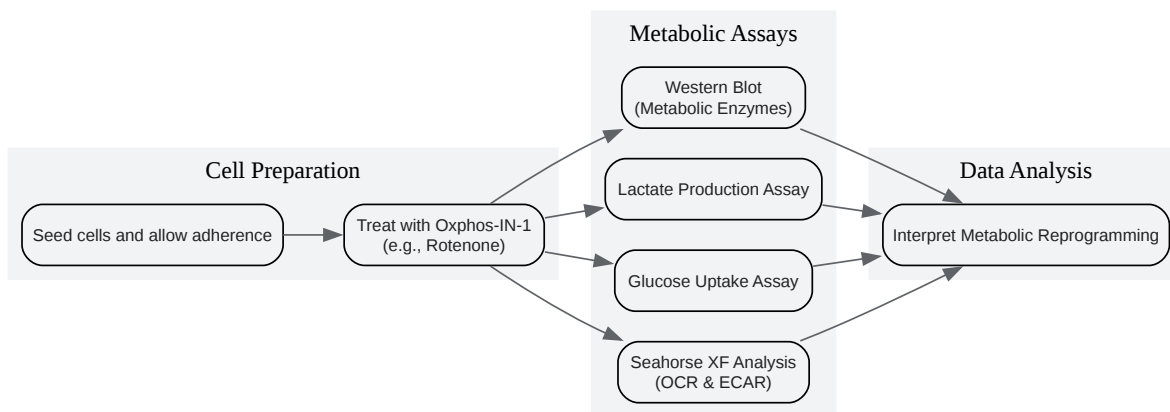 Cell Preparation
Seed cells and allow adherence
Treat with Oxphos-IN-1
(e.g., Rotenone)
Metabolic Assays
Western Blot
(Metabolic Enzymes)
Lactate Production Assay
Glucose Uptake Assay
Seahorse XF Analysis
(OCR & ECAR)
Data Analysis
Interpret Metabolic Reprogramming